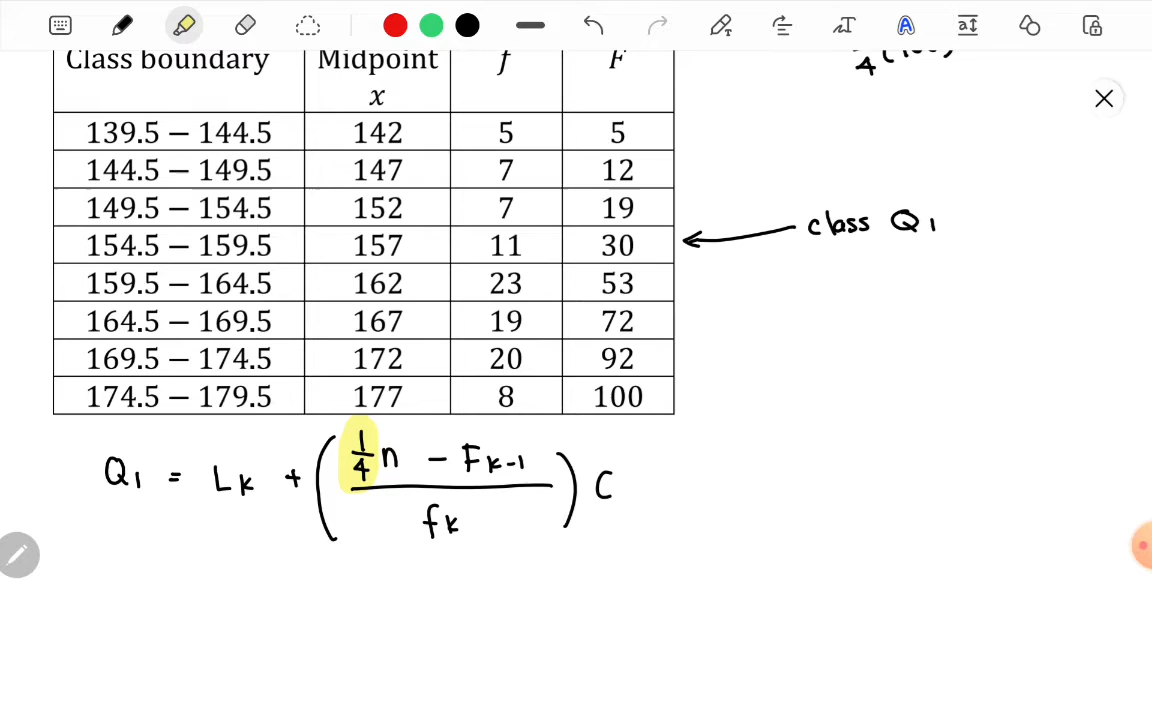 ¼(100)
Class boundary Midpoint x f F
139.5 – 144.5 142 5 5
144.5 – 149.5 147 7 12
149.5 – 154.5 152 7 19
154.5 – 159.5 157 11 30
class Q1
159.5 – 164.5 162 23 53
164.5 – 169.5 167 19 72
169.5 – 174.5 172 20 92
174.5 – 179.5 177 8 100
Q1 = Lk + ( (1/4 n – Fk-1) / fk ) C